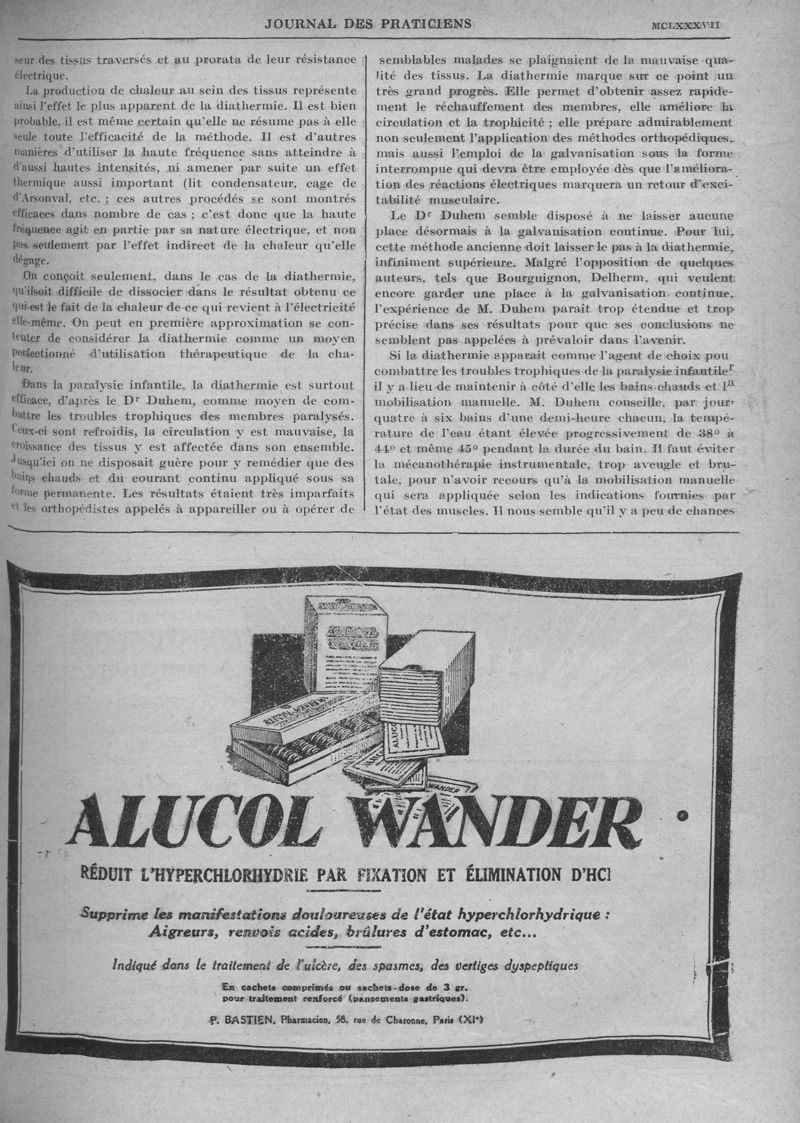 JOURNAL DES PRATICIENS
MCLXXXVII
seur des tissus traversés et au prorata de leur résistance
électrique.
La production de chaleur au sein des tissus représente
ainsi l'effet le plus apparent de la diathermie. Il est bien
probable, il est même certain qu'elle ne résume pas à elle
seule toute l'efficacité de la méthode. Il est d'autres
manières d'utiliser la haute fréquence sans atteindre à
d'aussi hautes intensités, ni amener par suite un effet
thermique aussi important (lit condensateur, cage de
d'Arsonval, etc. ; ces autres procédés se sont montrés
efficaces dans nombre de cas ; c'est donc que la haute
fréquence agit en partie par sa nature électrique, et non
pas seulement par l'effet indirect de la chaleur qu'elle
dégage.
On conçoit seulement, dans le cas de la diathermie,
qu'ilsoit difficile de dissocier dans le résultat obtenu ce
qui est le fait de la chaleur de ce qui revient à l'électricité
elle-même. On peut en première approximation se con-
tenter de considérer la diathermie comme un moyen
perfectionné d'utilisation thérapeutique de la cha-
leur.
Dans la paralysie infantile, la diathermie est surtout
efficace, d'après le Dr Duhem, comme moyen de com-
battre les troubles trophiques des membres paralysés.
Ceux-ci sont refroidis, la circulation y est mauvaise, la
croissance des tissus y est affectée dans son ensemble.
Jusqu'ici on ne disposait guère pour y remédier que des
bains chauds et du courant continu appliqué sous sa
forme permanente. Les résultats étaient très imparfaits
et les orthopédistes appelés à appareiller ou à opérer de
semblables malades se plaignaient de la mauvaise qua-
lité des tissus. La diathermie marque sur ce point un
très grand progrès. Elle permet d'obtenir assez rapide-
ment le réchauffement des membres, elle améliore la
circulation et la trophicité ; elle prépare admirablement
non seulement l'application des méthodes orthopédiques,
mais aussi l'emploi de la galvanisation sous la forme
interrompue qui devra être employée dès que l'améliora-
tion des réactions électriques marquera un retour d'exci-
tabilité musculaire.
Le Dr Duhem semble disposé à ne laisser aucune
place désormais à la galvanisation continue. Pour lui,
cette méthode ancienne doit laisser le pas à la diathermie,
infiniment supérieure. Malgré l'opposition de quelques
auteurs, tels que Bourguignon, Delherm, qui veulent
encore garder une place à la galvanisation continue,
l'expérience de M. Duhem paraît trop étendue et trop
précise dans ses résultats pour que ses conclusions ne
semblent pas appelées à prévaloir dans l'avenir.
Si la diathermie apparait comme l'agent de choix pou
combattre les troubles trophiques de la paralysie infantile r
il y a lieu de maintenir à côté d'elle les bains chauds et la
mobilisation manuelle. M. Duhem conseille, par jour
quatre à six bains d'une demi-heure chacun, la tempé-
rature de l'eau étant élevée progressivement de 38° à
44° et même 45° pendant la durée du bain. Il faut éviter
la mécanothérapie instrumentale, trop aveugle et bru-
tale, pour n'avoir recours qu'à la mobilisation manuelle
qui sera appliquée selon les indications fournies par
l'état des muscles. Il nous semble qu'il y a peu de chances
ALUCOL WANDER
ALUCOL
WANDER
ALUCOL WANDER
RÉDUIT L'HYPERCHLORHYDRIE PAR FIXATION ET ÉLIMINATION D'HCl
Supprime les manifestations douloureuses de l'état hyperchlorhydrique :
Aigreurs, renvois acides, brûlures d'estomac, etc...
Indiqué dans le traitement de l'ulcère, des spasmes, des vertiges dyspeptiques
En cachets comprimés ou sachets-dose de 3 gr.
pour traitement renforcé (pansements gastriques).
P. BASTIEN, Pharmacien, 58, rue de Charonne, Paris (XIe)